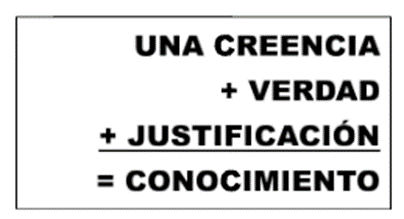 UNA CREENCIA
+ VERDAD
+ JUSTIFICACIÓN
= CONOCIMIENTO